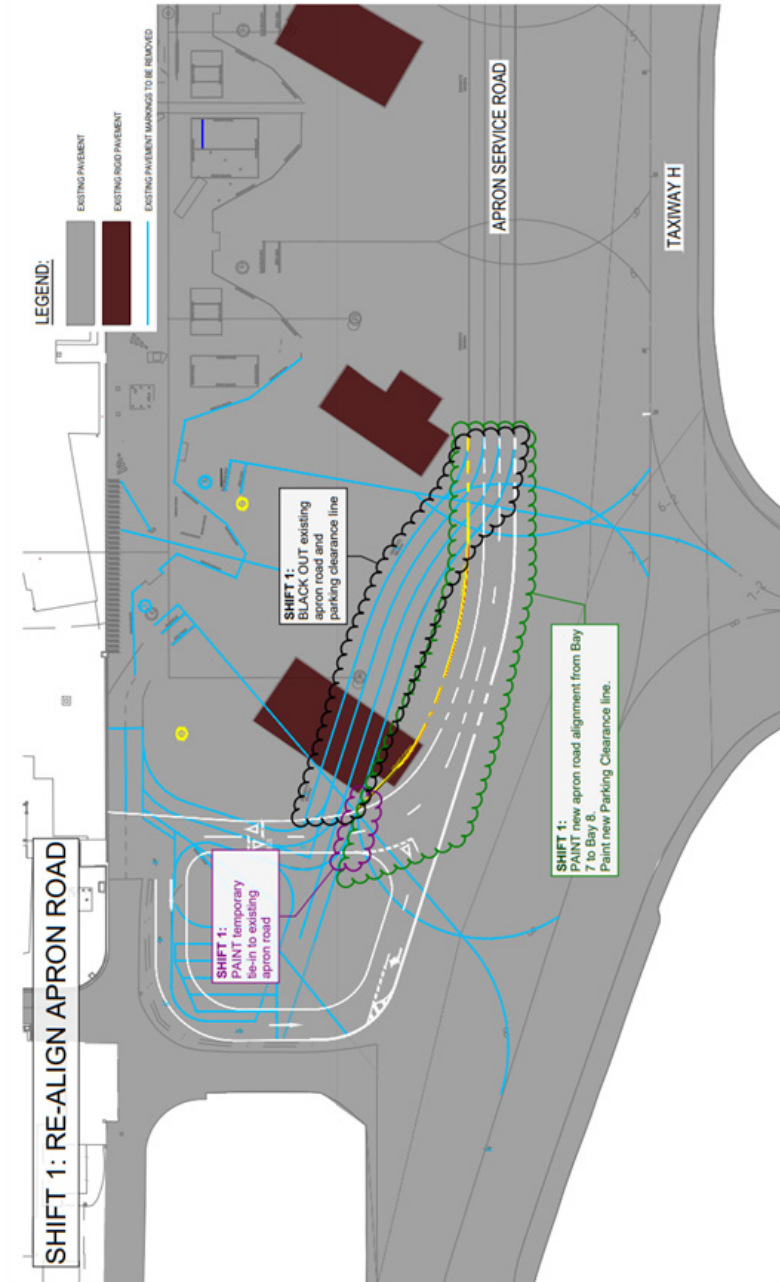 SHIFT 1: RE-ALIGN APRON ROAD
LEGEND:
EXISTING PAVEMENT
EXISTING RIGID PAVEMENT
EXISTING PAVEMENT MARKINGS TO BE REMOVED
SHIFT 1:
PAINT temporary
tie-in to existing
apron road
SHIFT 1:
BLACK OUT existing
apron road and
parking clearance line
APRON SERVICE ROAD
SHIFT 1:
PAINT new apron road alignment from Bay
7 to Bay 8.
Paint new Parking Clearance line.
TAXIWAY H